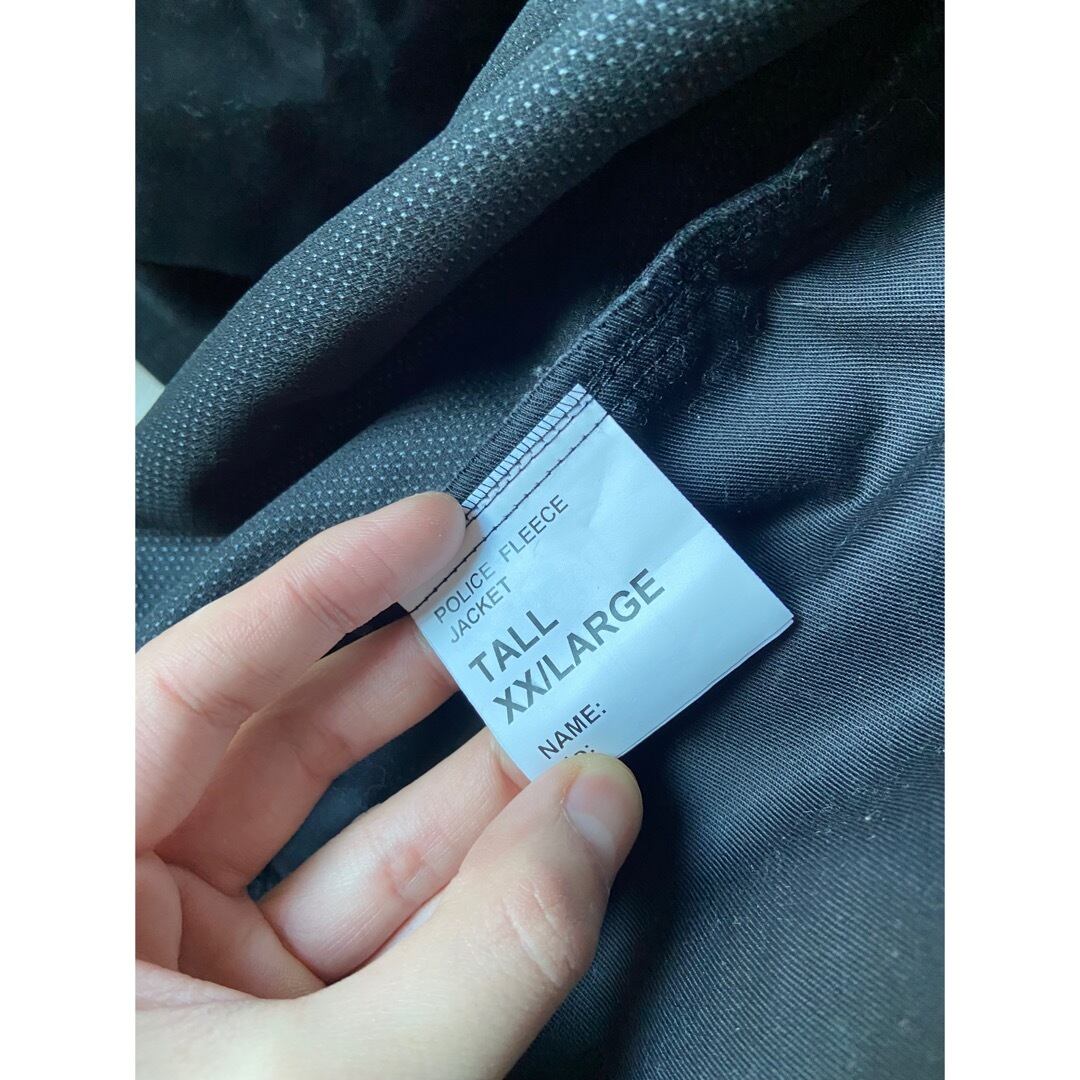 POLICE FLEECE
JACKET
TALL
XX/LARGE
NAME: